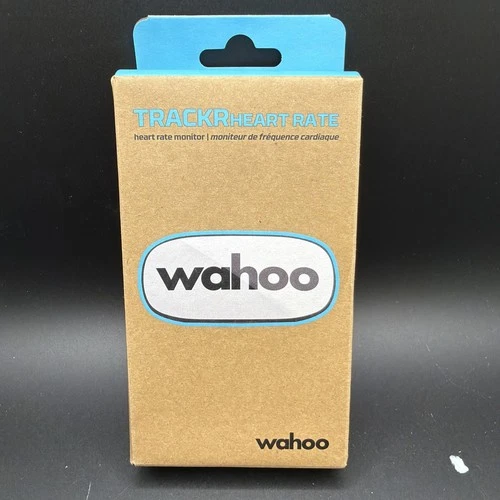 TRACKR HEART RATE
heart rate monitor | moniteur de fréquence cardiaque
wahoo
wahoo